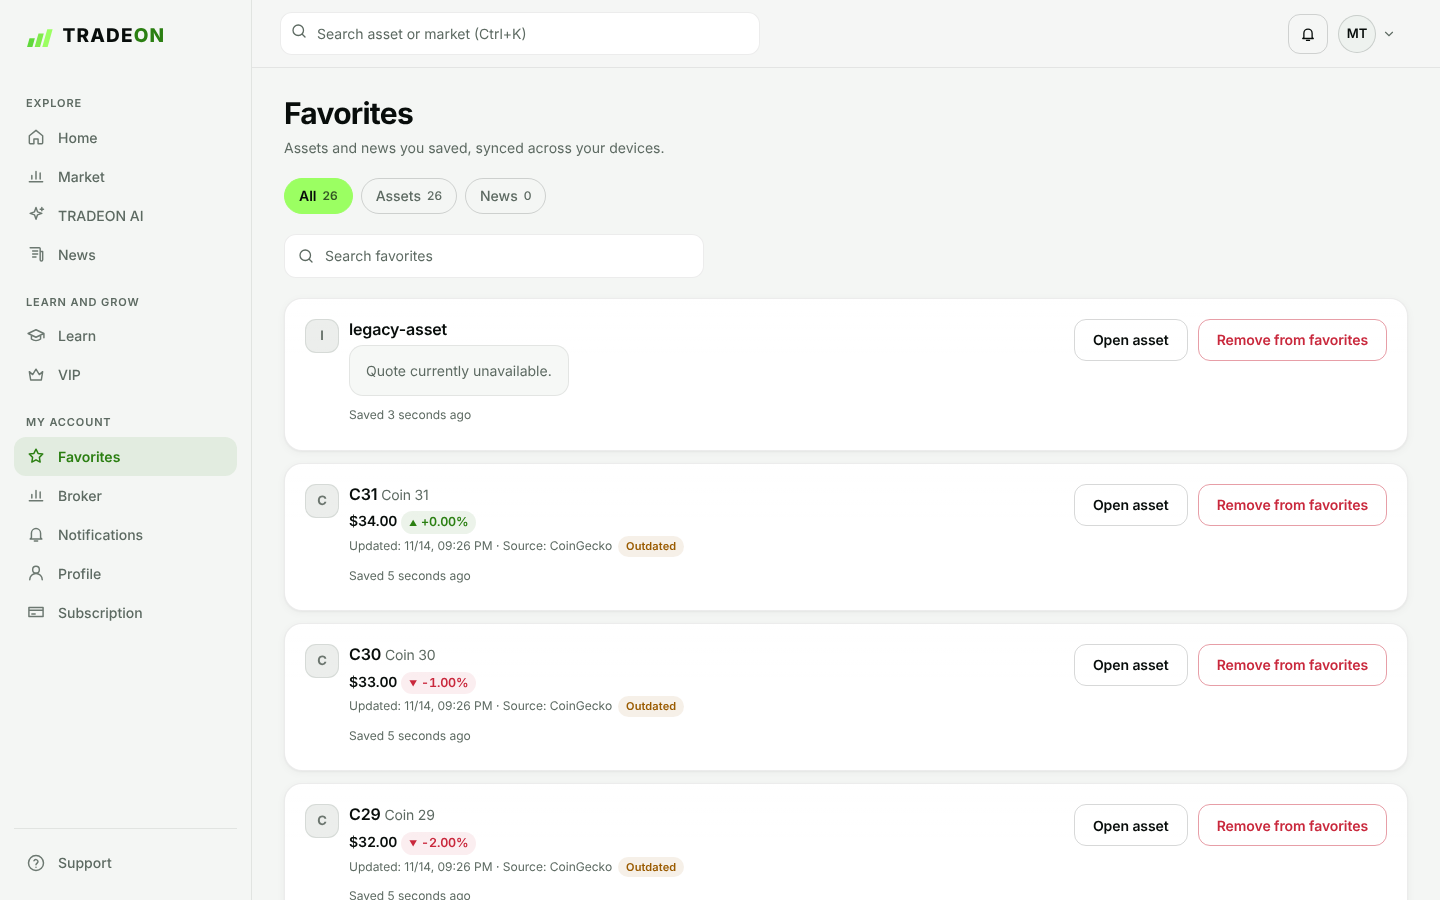 TRADEON
Search asset or market (Ctrl+K)
MT
EXPLORE
Home
Market
TRADEON AI
News
LEARN AND GROW
Learn
VIP
MY ACCOUNT
Favorites
Broker
Notifications
Profile
Subscription
Support
Favorites
Assets and news you saved, synced across your devices.
All 26
Assets 26
News 0
Search favorites
l
legacy-asset
Quote currently unavailable.
Saved 3 seconds ago
Open asset
Remove from favorites
C
C31 Coin 31
$34.00 ▲ +0.00%
Updated: 11/14, 09:26 PM · Source: CoinGecko Outdated
Saved 5 seconds ago
Open asset
Remove from favorites
C
C30 Coin 30
$33.00 ▼ -1.00%
Updated: 11/14, 09:26 PM · Source: CoinGecko Outdated
Saved 5 seconds ago
Open asset
Remove from favorites
C
C29 Coin 29
$32.00 ▼ -2.00%
Updated: 11/14, 09:26 PM · Source: CoinGecko Outdated
Saved 5 seconds ago
Open asset
Remove from favorites